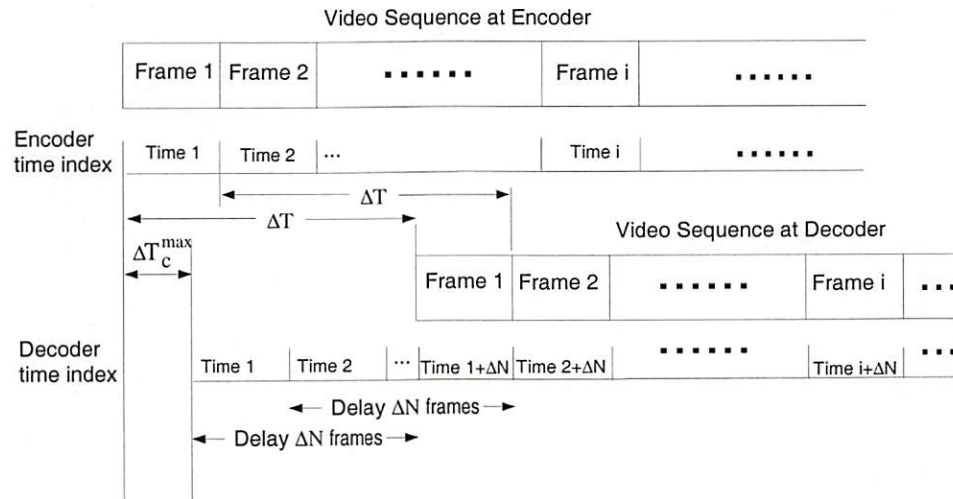 Video Sequence at Encoder
Frame 1 Frame 2 ...... Frame i ......
Encoder time index
Time 1 Time 2 ... Time i ......
ΔT
ΔT
ΔT_c^max
Video Sequence at Decoder
Frame 1 Frame 2 ...... Frame i ...
Decoder time index
Time 1 Time 2 ... Time 1+ΔN Time 2+ΔN ...... Time i+ΔN ...
Delay ΔN frames
Delay ΔN frames